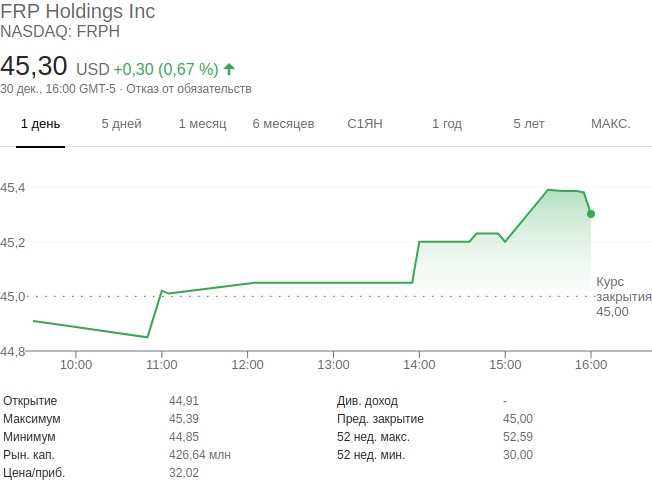 FRP Holdings Inc
NASDAQ: FRPH
45,30 USD +0,30 (0,67 %)
30 дек., 16:00 GMT-5 · Отказ от обязательств
1 день 5 дней 1 месяц 6 месяцев С1ЯН 1 год 5 лет МАКС.
45,4
45,2
Курс
45,0 закрытия
45,00
44,8
10:00 11:00 12:00 13:00 14:00 15:00 16:00
Открытие 44,91 Див. доход -
Максимум 45,39 Пред. закрытие 45,00
Минимум 44,85 52 нед. макс. 52,59
Рын. кап. 426,64 млн 52 нед. мин. 30,00
Цена/приб. 32,02